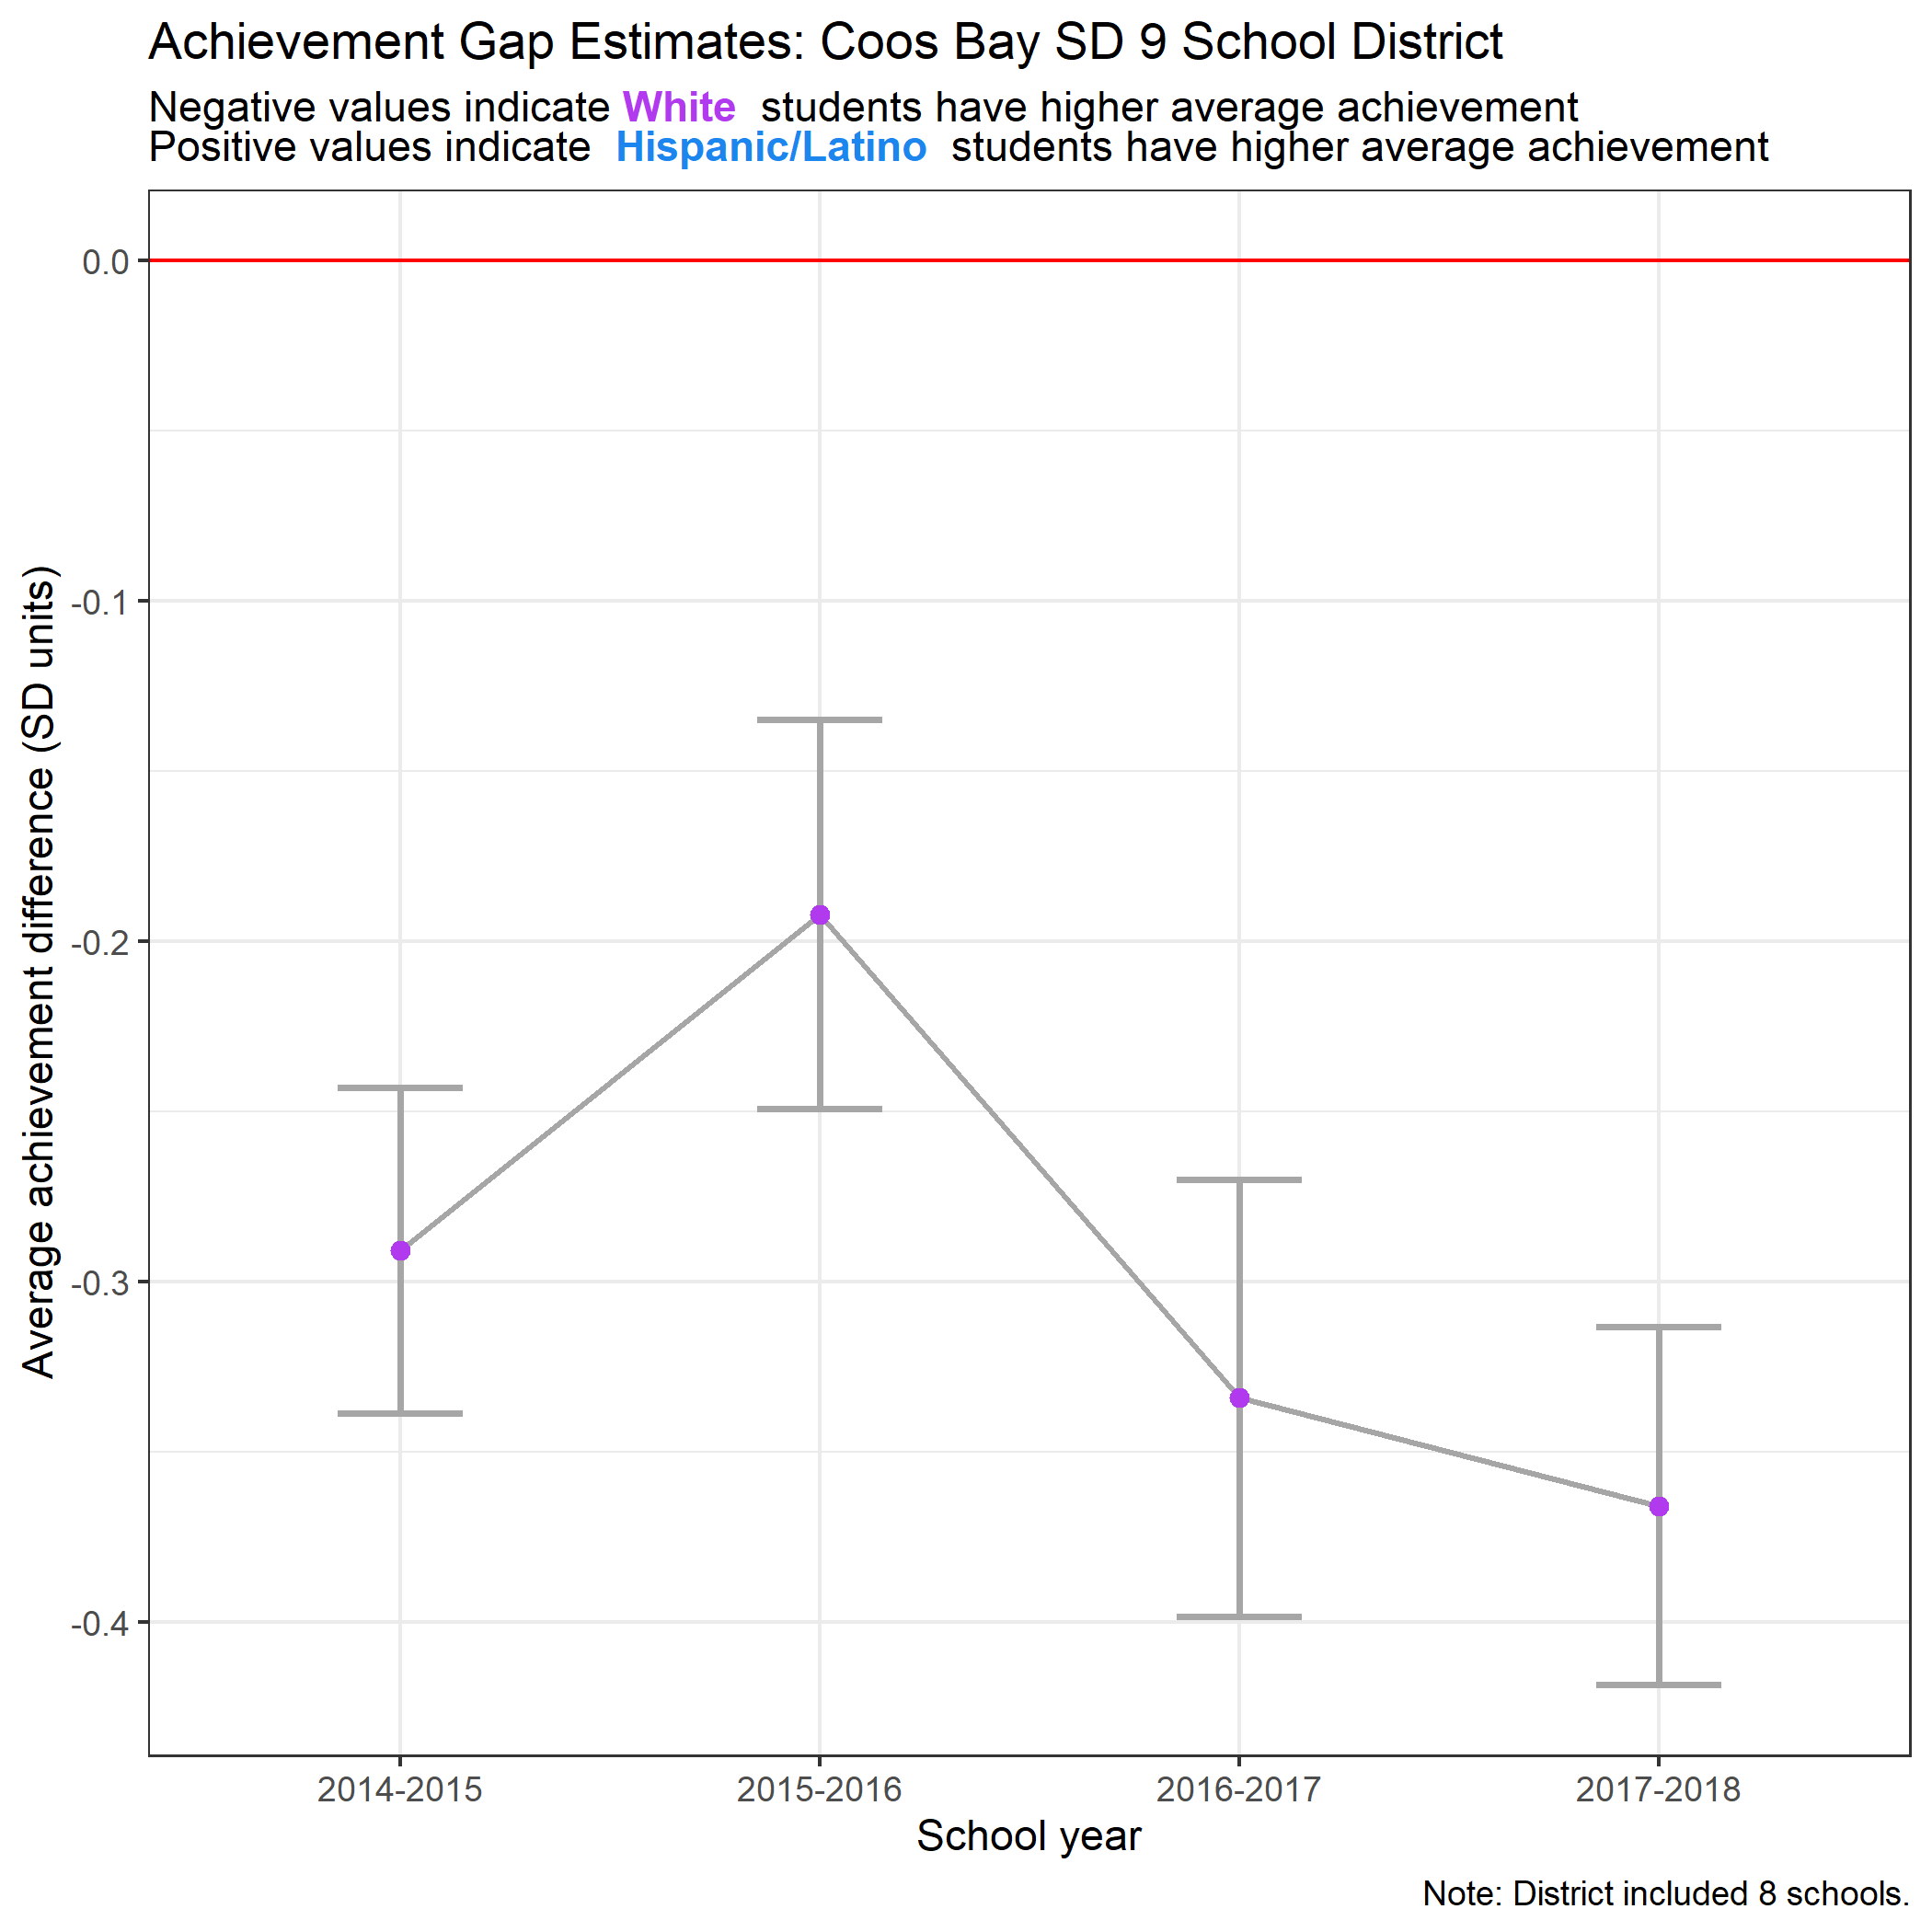 Achievement Gap Estimates: Coos Bay SD 9 School District
Negative values indicate White students have higher average achievement
Positive values indicate Hispanic/Latino students have higher average achievement
Average achievement difference (SD units)
0.0
-0.1
-0.2
-0.3
-0.4
2014-2015
2015-2016
2016-2017
2017-2018
School year
Note: District included 8 schools.